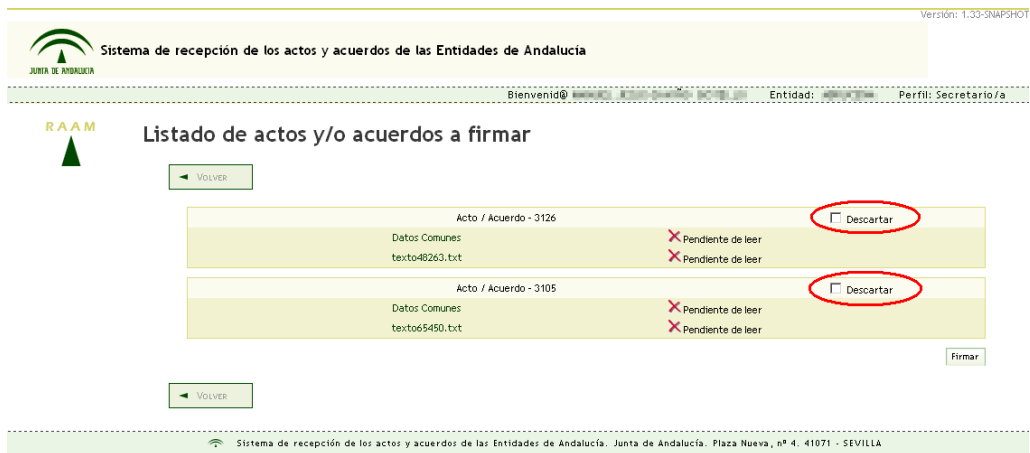 Versión: 1.33-SNAPSHOT
JUNTA DE ANDALUCIA
Sistema de recepción de los actos y acuerdos de las Entidades de Andalucía
Bienvenid@ Entidad: Perfil: Secretario/a
RAAM
Listado de actos y/o acuerdos a firmar
VOLVER
Acto / Acuerdo - 3126 Descartar
Datos Comunes Pendiente de leer
texto48263.txt Pendiente de leer
Acto / Acuerdo - 3105 Descartar
Datos Comunes Pendiente de leer
texto65450.txt Pendiente de leer
Firmar
VOLVER
Sistema de recepción de los actos y acuerdos de las Entidades de Andalucía. Junta de Andalucía. Plaza Nueva, nº 4. 41071 - SEVILLA